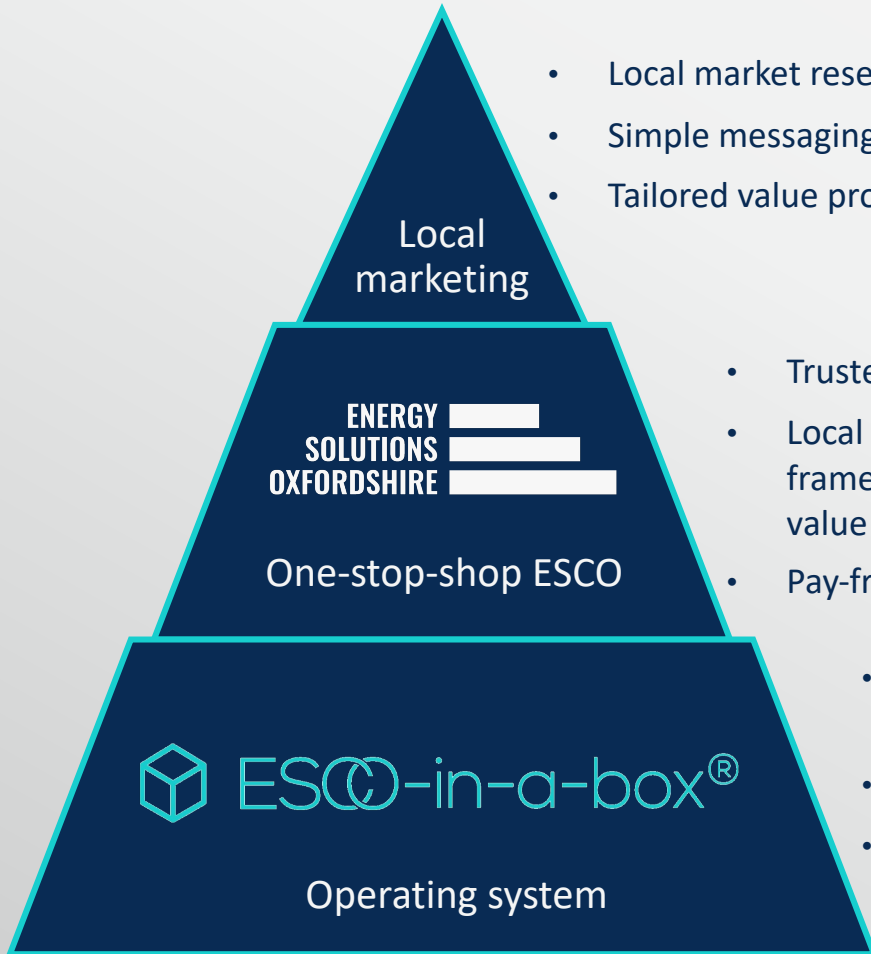 • Local market rese
• Simple messaging
• Tailored value pro
Local
marketing
• Truste
• Local
frame
value
• Pay-fr
ENERGY
SOLUTIONS
OXFORDSHIRE
One-stop-shop ESCO
•
•
•
ESCO-in-a-box®
Operating system